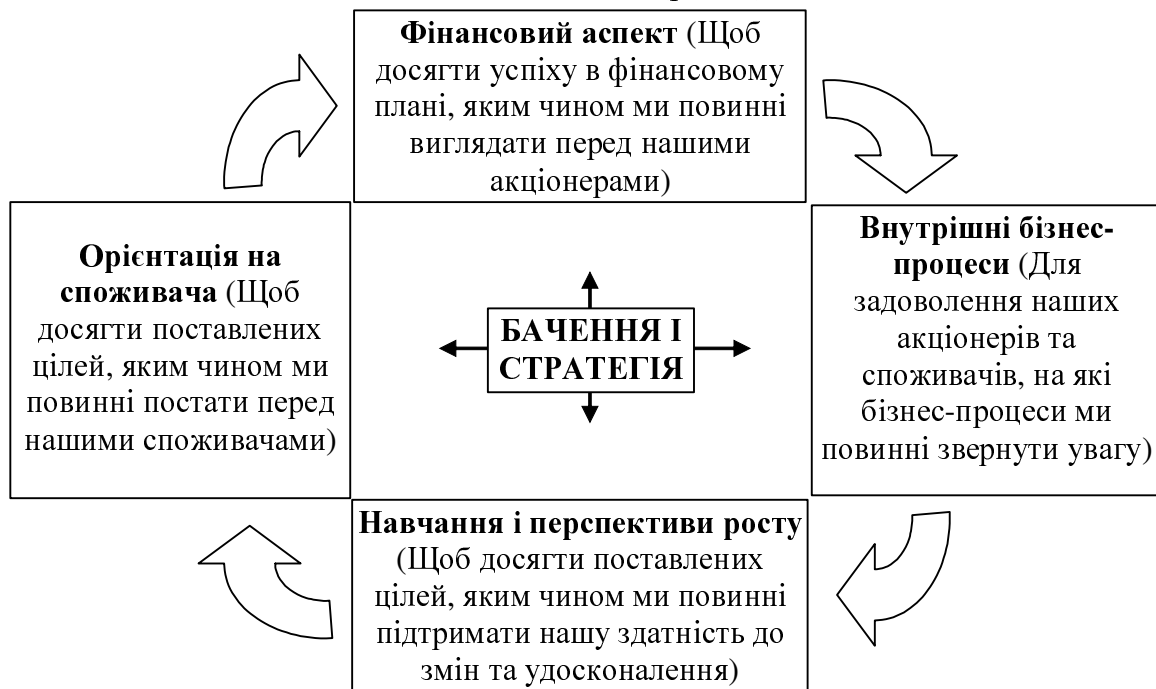 Фінансовий аспект (Щоб
досягти успіху в фінансовому
плані, яким чином ми повинні
виглядати перед нашими
акціонерами)
Орієнтація на
споживача (Щоб
досягти поставлених
цілей, яким чином ми
повинні постати перед
нашими споживачами)
БАЧЕННЯ І
СТРАТЕГІЯ
Внутрішні бізнес-
процеси (Для
задоволення наших
акціонерів та
споживачів, на які
бізнес-процеси ми
повинні звернути увагу)
Навчання і перспективи росту
(Щоб досягти поставлених
цілей, яким чином ми повинні
підтримати нашу здатність до
змін та удосконалення)